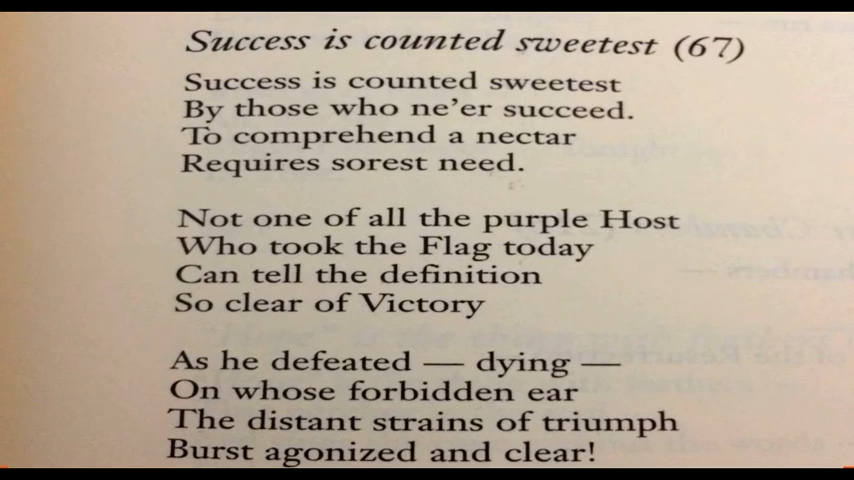 Success is counted sweetest (67)
Success is counted sweetest
By those who ne'er succeed.
To comprehend a nectar
Requires sorest need.
Not one of all the purple Host
Who took the Flag today
Can tell the definition
So clear of Victory
As he defeated — dying —
On whose forbidden ear
The distant strains of triumph
Burst agonized and clear!